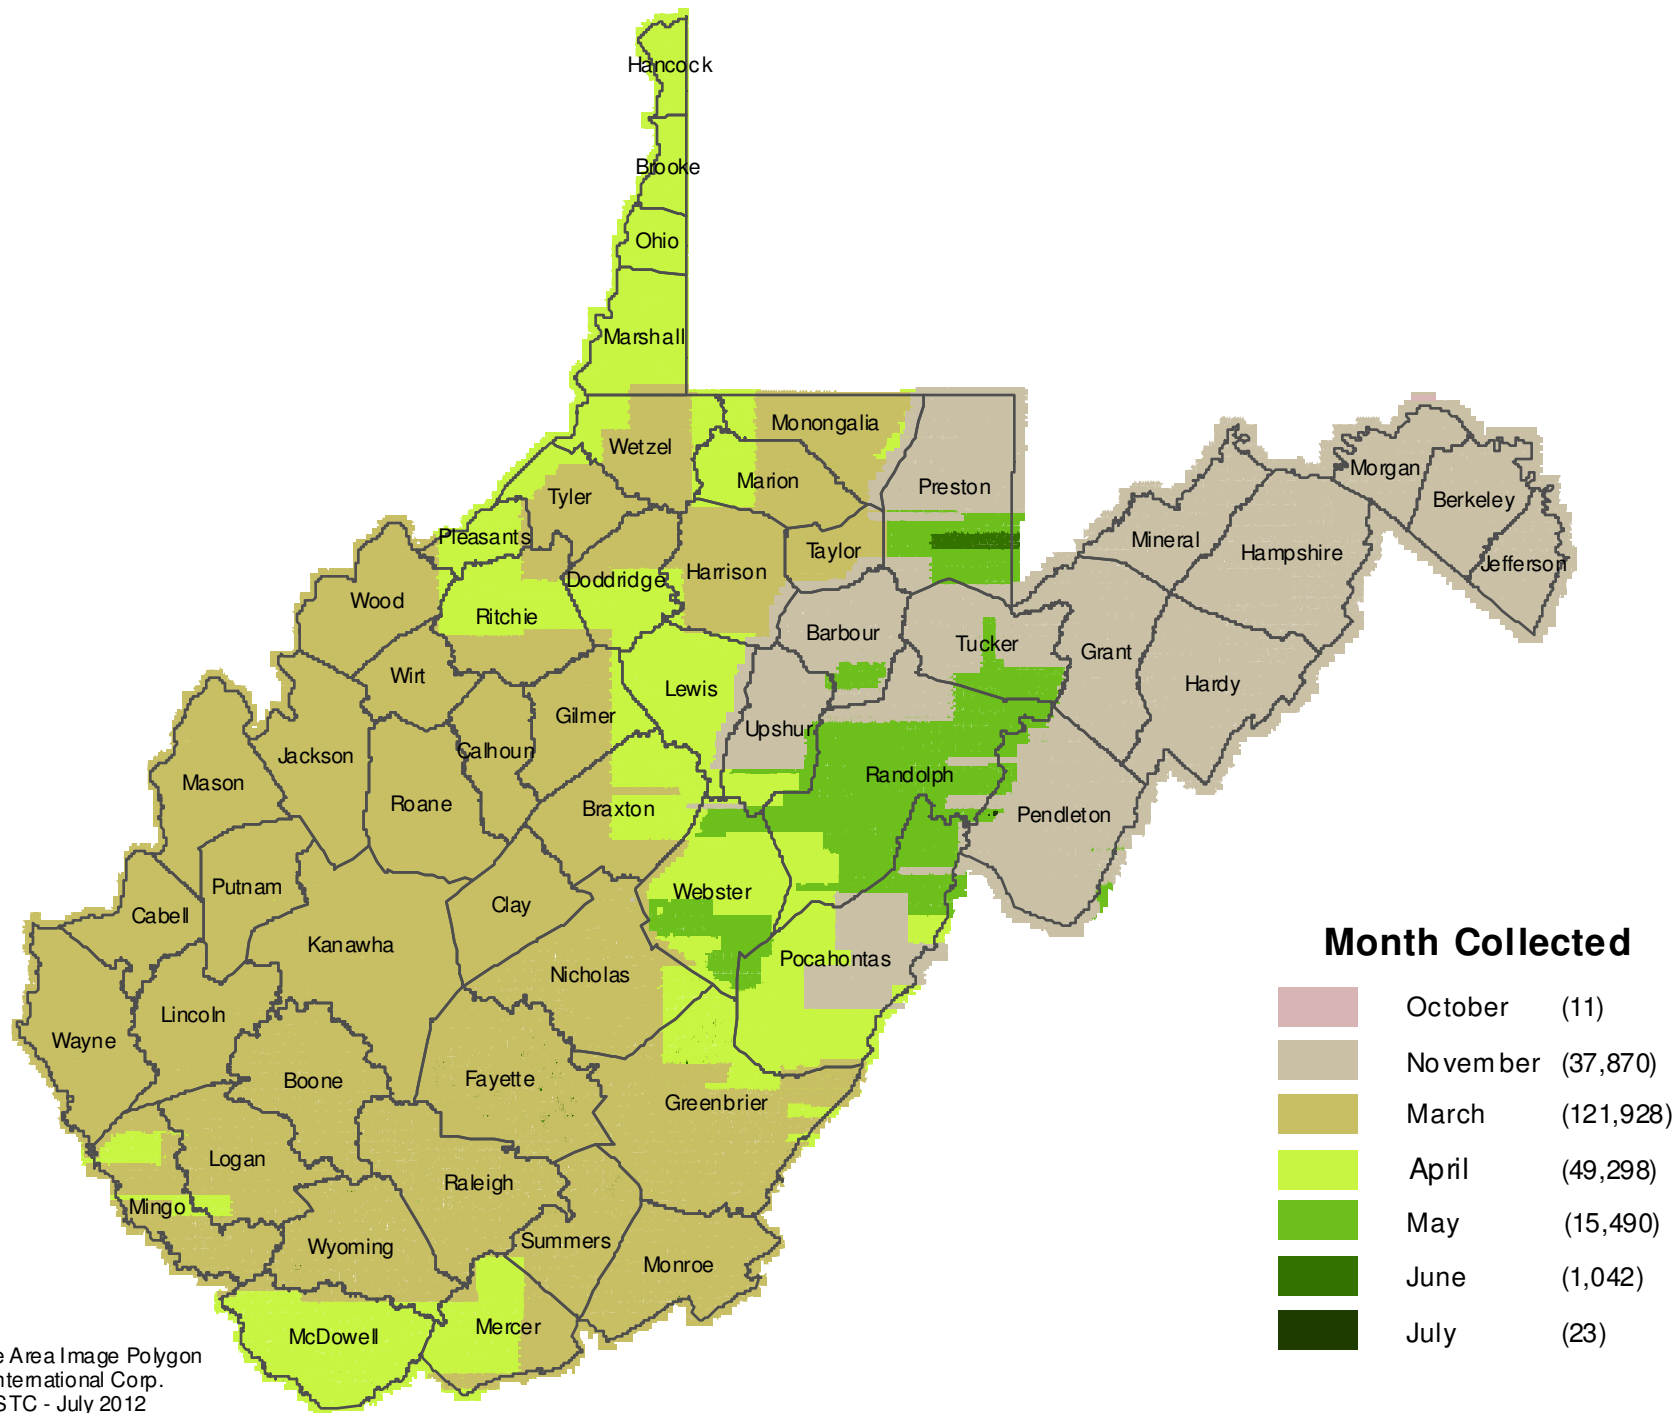 Hancock
Brooke
Ohio
Marshall
Wetzel
Monongalia
Marion
Preston
Tyler
Pleasants
Taylor
Harrison
Doddridge
Morgan
Berkeley
Mineral
Hampshire
Jefferson
Wood
Ritchie
Barbour
Tucker
Grant
Hardy
Wirt
Lewis
Gilmer
Upshur
Calhoun
Jackson
Mason
Roane
Braxton
Randolph
Pendleton
Putnam
Cabell
Clay
Webster
Kanawha
Pocahontas
Nicholas
Lincoln
Wayne
Boone
Fayette
Greenbrier
Logan
Raleigh
Mingo
Wyoming
Summers
Monroe
McDowell
Mercer
Month Collected
October (11)
November (37,870)
March (121,928)
April (49,298)
May (15,490)
June (1,042)
July (23)
Area Image Polygon
International Corp.
STC - July 2012